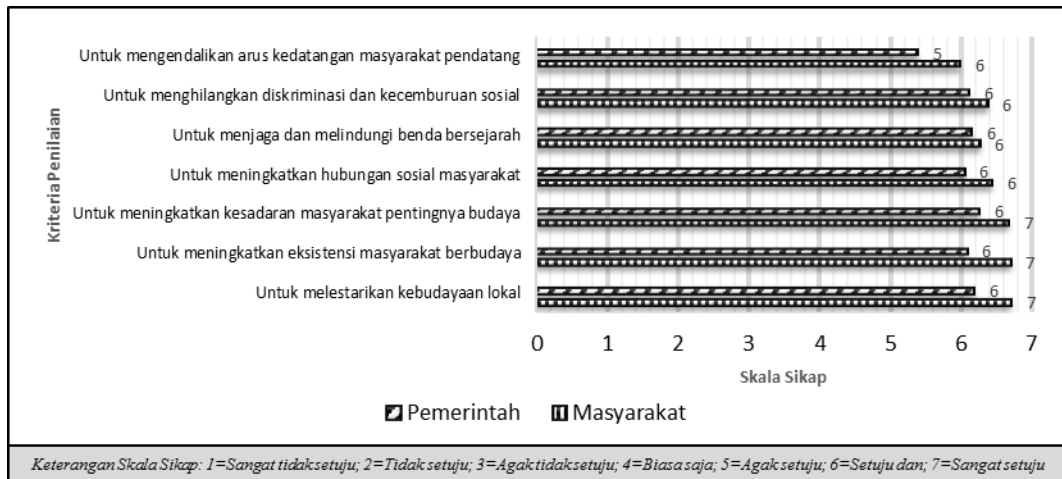 Kriteria Penilaian
Untuk mengendalikan arus kedatangan masyarakat pendatang
5
6
Untuk menghilangkan diskriminasi dan kecemburuan sosial
6
6
Untuk menjaga dan melindungi benda bersejarah
6
6
Untuk meningkatkan hubungan sosial masyarakat
6
6
Untuk meningkatkan kesadaran masyarakat pentingnya budaya
6
7
Untuk meningkatkan eksistensi masyarakat berbudaya
6
7
Untuk melestarikan kebudayaan lokal
6
7
0 1 2 3 4 5 6 7
Skala Sikap
Pemerintah Masyarakat
Keterangan Skala Sikap: 1=Sangat tidak setuju; 2=Tidak setuju; 3=Agak tidak setuju; 4=Biasa saja; 5=Agak setuju; 6=Setuju dan; 7=Sangat setuju